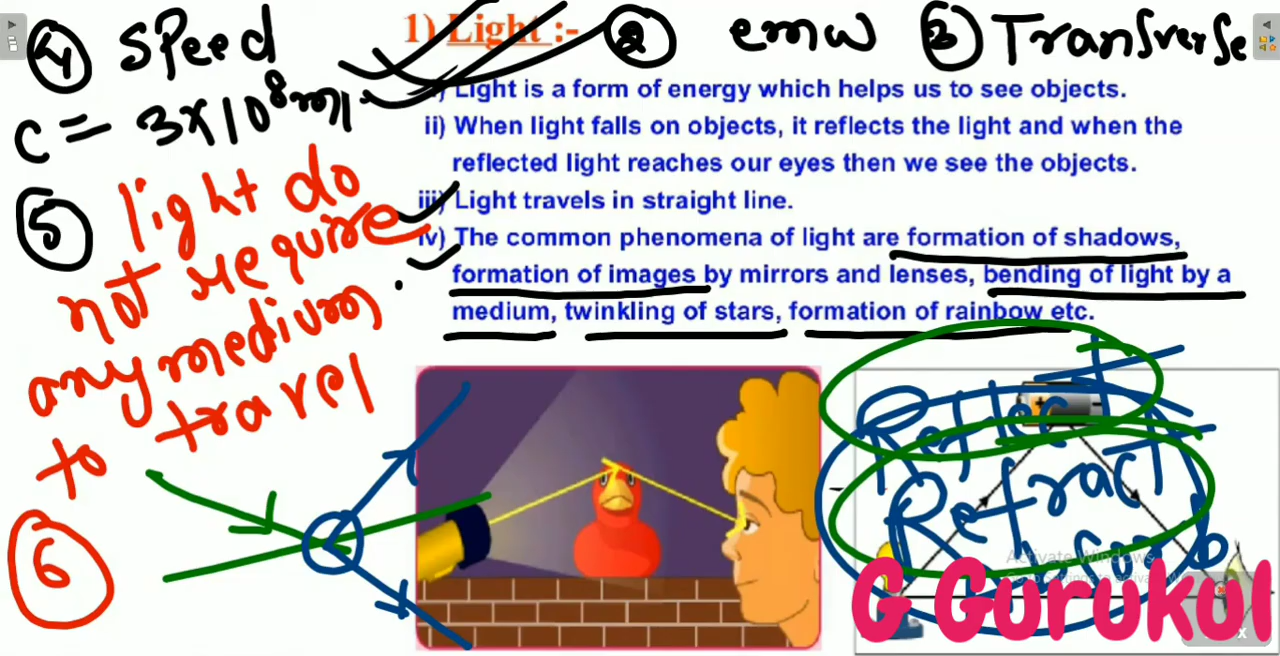 ④ Speed
c = 3×10⁸ m/
1) Light :-
② emw
③ Transverse
i) Light is a form of energy which helps us to see objects.
ii) When light falls on objects, it reflects the light and when the
reflected light reaches our eyes then we see the objects.
iii) Light travels in straight line.
iv) The common phenomena of light are formation of shadows,
formation of images by mirrors and lenses, bending of light by a
medium, twinkling of stars, formation of rainbow etc.
⑤ light do
not require
any medium
to travel
⑥
Reflect
Refract
Activate Windows
G Gurukul